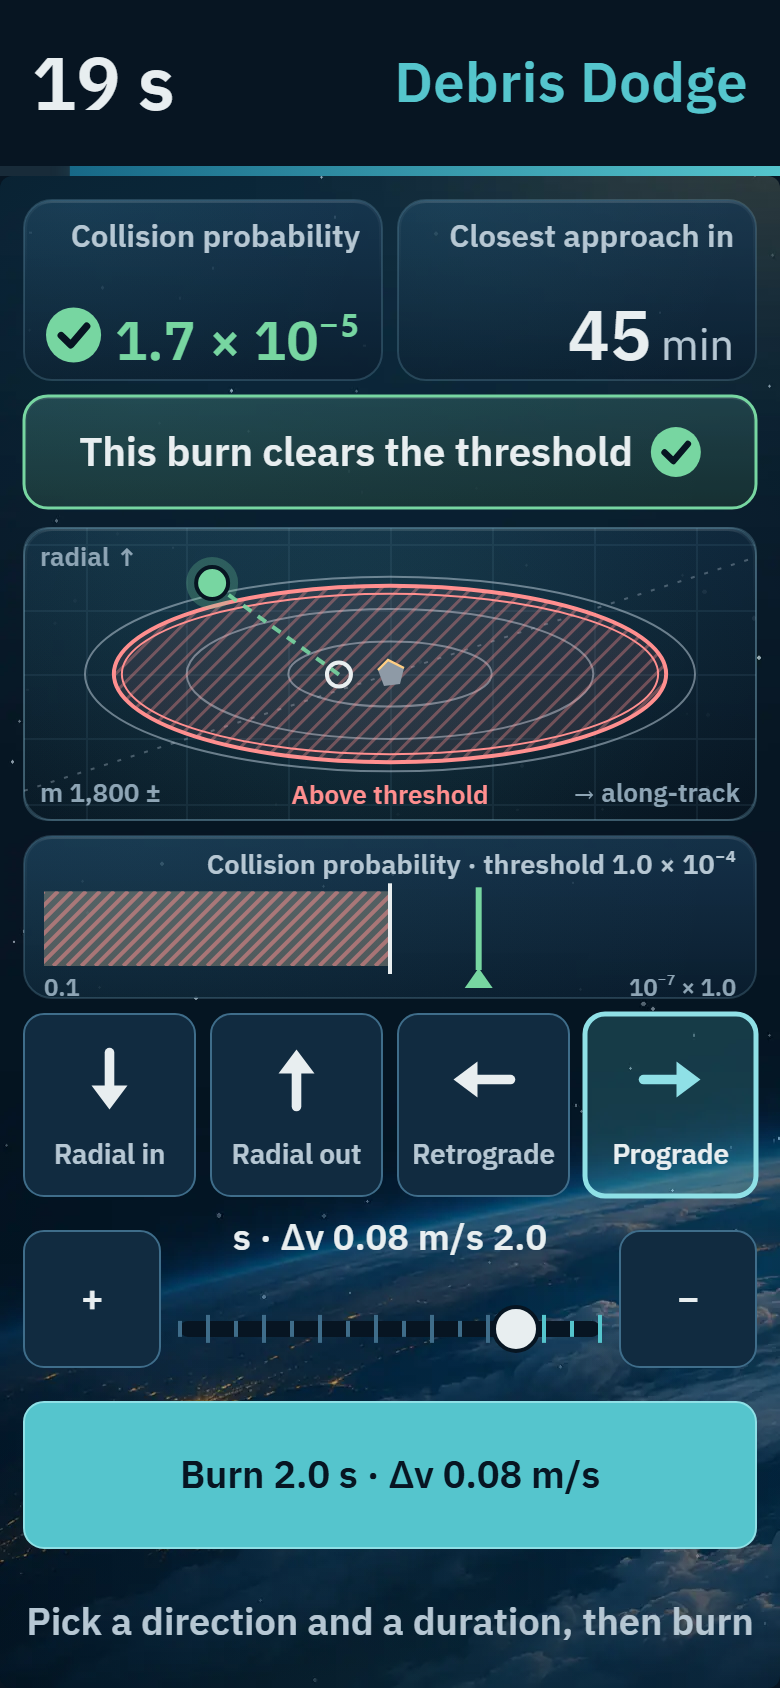 19 s
Debris Dodge
Collision probability
1.7 × 10⁻⁵
Closest approach in
45 min
This burn clears the threshold
radial ↑
m 1,800 ±
Above threshold
→ along-track
Collision probability · threshold 1.0 × 10⁻⁴
0.1
10⁻⁷ × 1.0
Radial in
Radial out
Retrograde
Prograde
s · Δv 0.08 m/s 2.0
+
−
Burn 2.0 s · Δv 0.08 m/s
Pick a direction and a duration, then burn